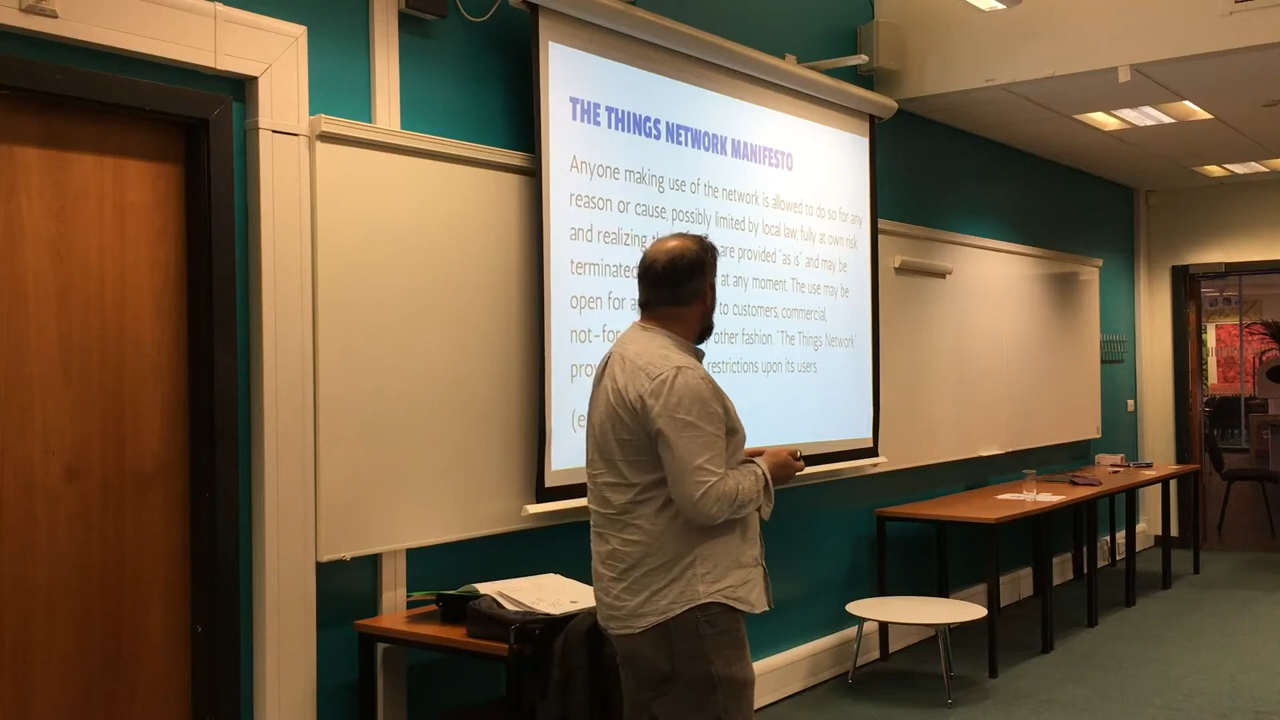 THE THINGS NETWORK MANIFESTO
Anyone making use of the network is allowed to do so for any
reason or cause, possibly limited by local law, fully at own risk
and realizing are provided "as is" and may be
terminated at any moment. The use may be
open for to customers, commercial,
not-for other fashion. "The Things Network"
restrictions upon its users.